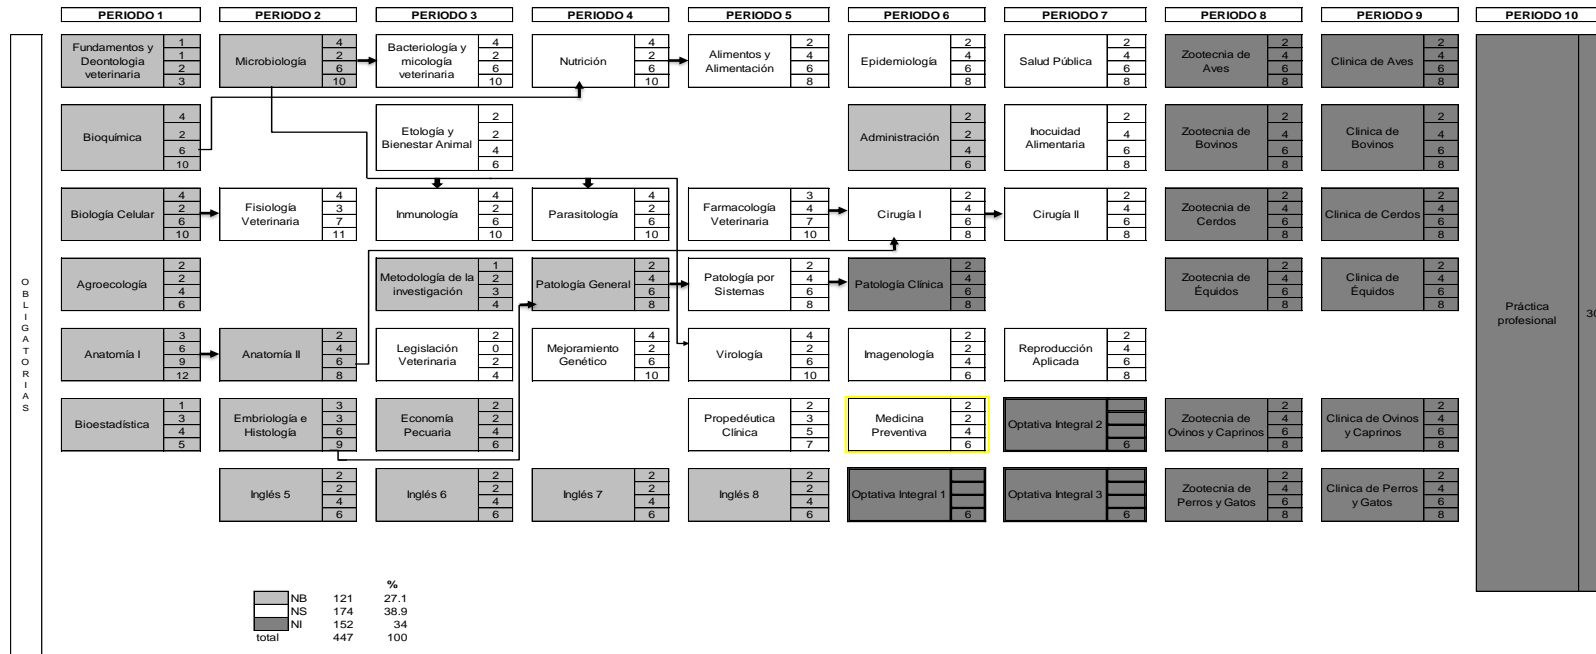 PERIODO 1 PERIODO 2 PERIODO 3 PERIODO 4 PERIODO 5 PERIODO 6 PERIODO 7 PERIODO 8 PERIODO 9 PERIODO 10
OBLIGATORIAS
Fundamentos y
Deontologia
veterinaria
1
1
2
3
Microbiología
4
2
6
10
Bacteriología y
micología
veterinaria
4
2
6
10
Nutrición
4
2
6
10
Alimentos y
Alimentación
2
4
6
8
Epidemiología
2
4
6
8
Salud Pública
2
4
6
8
Zootecnia de
Aves
2
4
6
8
Clinica de Aves
2
4
6
8
Bioquímica
4
2
6
10
Etología y
Bienestar Animal
2
2
4
6
Administración
2
2
4
6
Inocuidad
Alimentaria
2
4
6
8
Zootecnia de
Bovinos
2
4
6
8
Clinica de
Bovinos
2
4
6
8
Biología Celular
4
2
6
10
Fisiología
Veterinaria
4
3
7
11
Inmunología
4
2
6
10
Parasitología
4
2
6
10
Farmacología
Veterinaria
3
4
7
10
Cirugía I
2
4
6
8
Cirugía II
2
4
6
8
Zootecnia de
Cerdos
2
4
6
8
Clinica de Cerdos
2
4
6
8
Agroecología
2
2
4
6
Metodología de la
investigación
1
2
3
4
Patología General
2
4
6
8
Patología por
Sistemas
2
4
6
8
Patología Clínica
2
4
6
8
Zootecnia de
Équidos
2
4
6
8
Clinica de
Équidos
2
4
6
8
Práctica
profesional
30
Anatomía I
3
6
9
12
Anatomía II
2
4
6
8
Legislación
Veterinaria
2
0
2
4
Mejoramiento
Genético
4
2
6
10
Virología
4
2
6
10
Imagenología
2
2
4
6
Reproducción
Aplicada
2
4
6
8
Bioestadística
1
3
4
5
Embriología e
Histología
3
3
6
9
Economía
Pecuaria
2
2
4
6
Propedéutica
Clínica
2
3
5
7
Medicina
Preventiva
2
2
4
6
Optativa Integral 2
6
Zootecnia de
Ovinos y Caprinos
2
4
6
8
Clinica de Ovinos
y Caprinos
2
4
6
8
Inglés 5
2
2
4
6
Inglés 6
2
2
4
6
Inglés 7
2
2
4
6
Inglés 8
2
2
4
6
Optativa Integral 1
6
Optativa Integral 3
6
Zootecnia de
Perros y Gatos
2
4
6
8
Clinica de Perros
y Gatos
2
4
6
8
%
NB 121 27.1
NS 174 38.9
NI 152 34
total 447 100